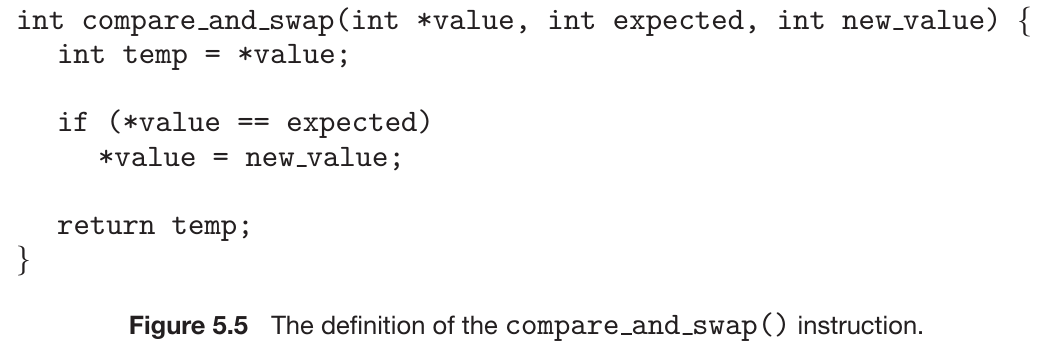 int compare_and_swap(int *value, int expected, int new_value) {
int temp = *value;
if (*value == expected)
*value = new_value;
return temp;
}
Figure 5.5 The definition of the compare_and_swap() instruction.